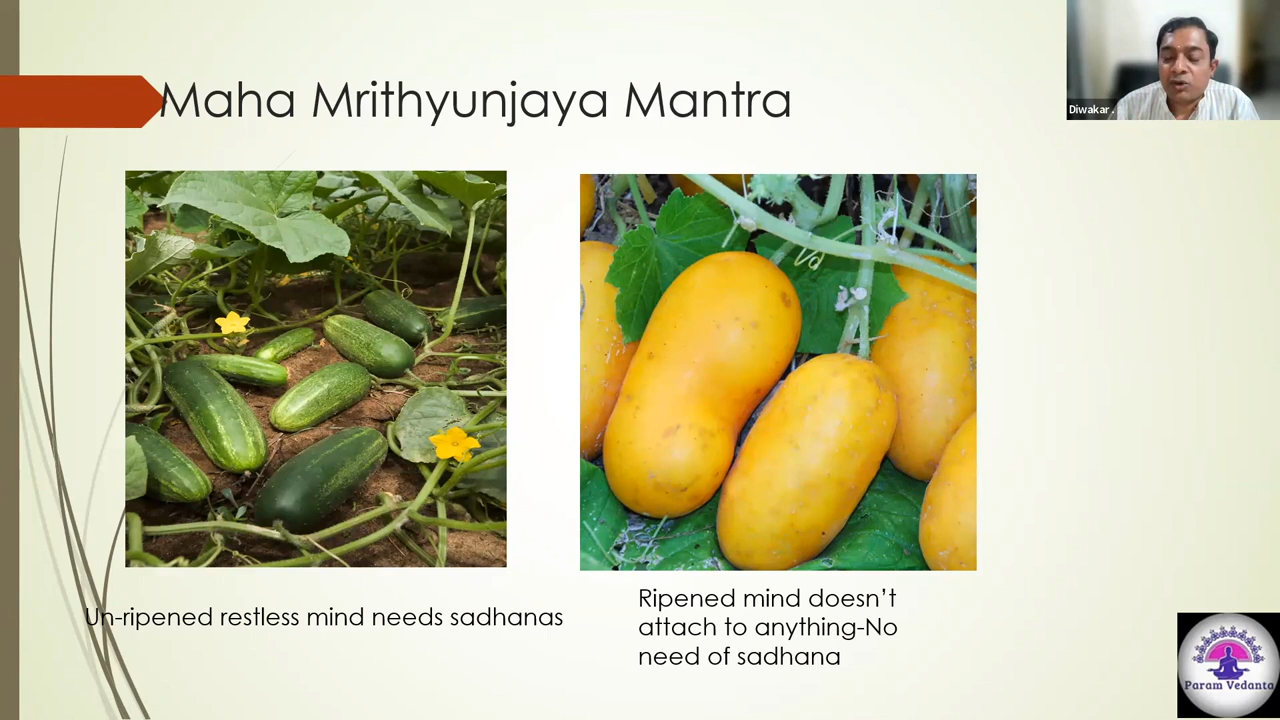 Maha Mrithyunjaya Mantra
Diwakar .
Un-ripened restless mind needs sadhanas
Ripened mind doesn’t
attach to anything-No
need of sadhana
Param Vedanta